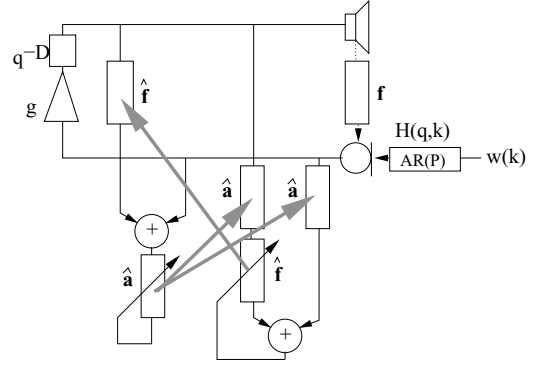 q−D
g
f̂
f
H(q,k)
AR(P)
w(k)
â
â
+
â
f̂
+